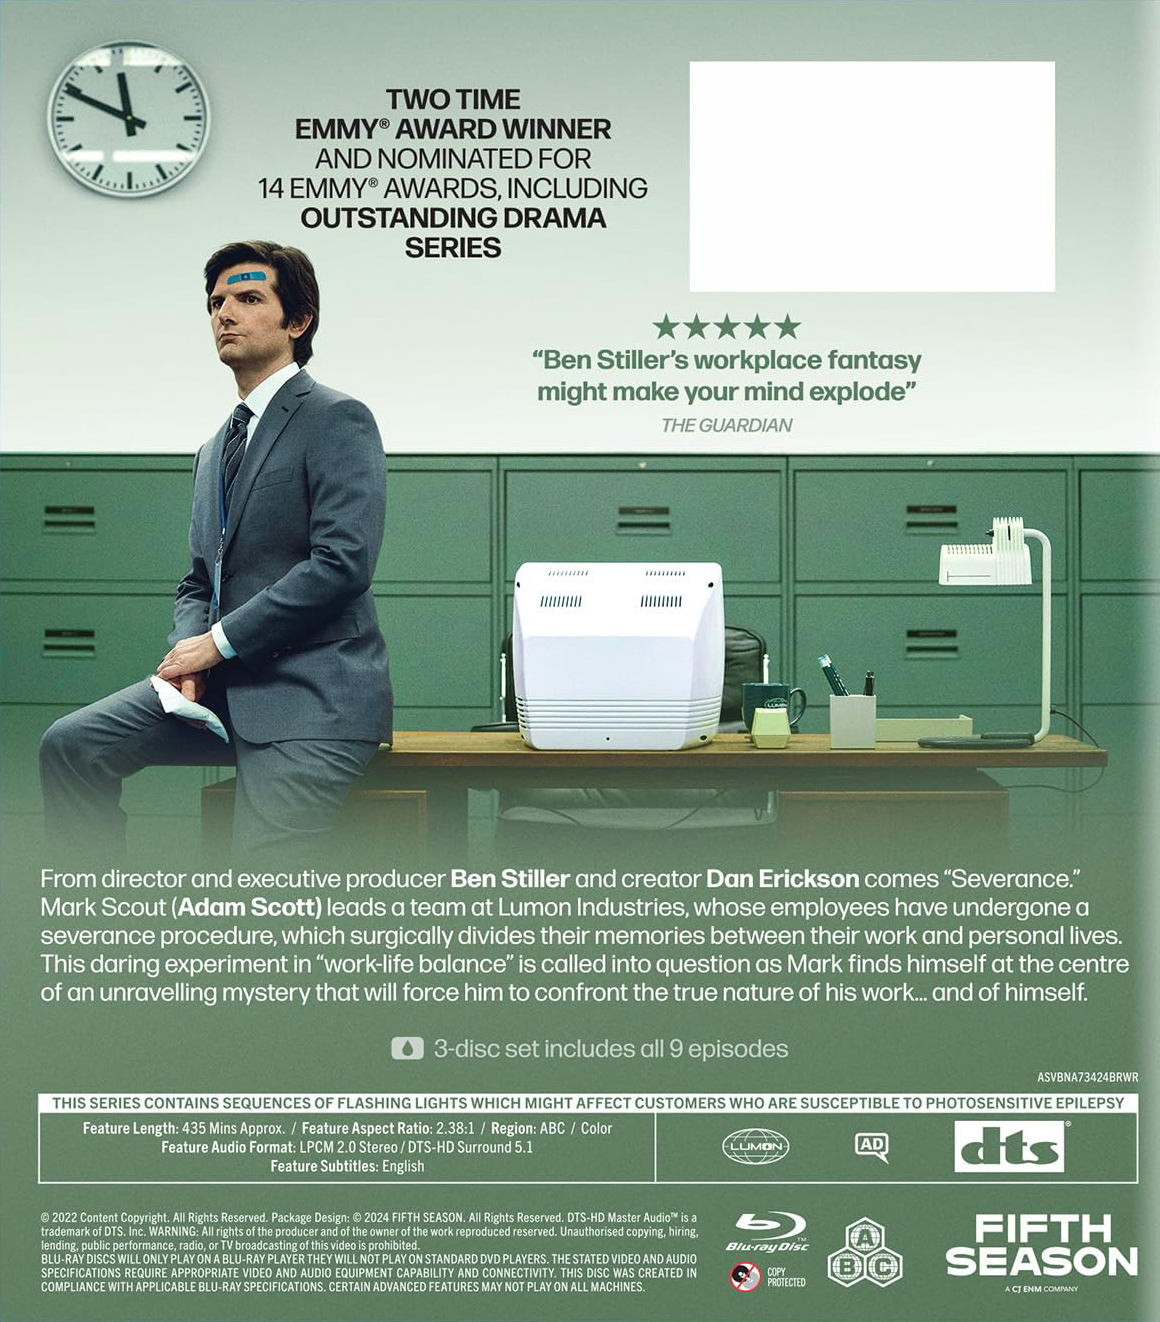 TWO TIME
EMMY® AWARD WINNER
AND NOMINATED FOR
14 EMMY® AWARDS, INCLUDING
OUTSTANDING DRAMA
SERIES
★★★★★
“Ben Stiller’s workplace fantasy
might make your mind explode”
THE GUARDIAN
LUMON
From director and executive producer Ben Stiller and creator Dan Erickson comes “Severance.”
Mark Scout (Adam Scott) leads a team at Lumon Industries, whose employees have undergone a
severance procedure, which surgically divides their memories between their work and personal lives.
This daring experiment in “work-life balance” is called into question as Mark finds himself at the centre
of an unravelling mystery that will force him to confront the true nature of his work... and of himself.
3-disc set includes all 9 episodes
ASVBNA73424BRWR
THIS SERIES CONTAINS SEQUENCES OF FLASHING LIGHTS WHICH MIGHT AFFECT CUSTOMERS WHO ARE SUSCEPTIBLE TO PHOTOSENSITIVE EPILEPSY
Feature Length: 435 Mins Approx. / Feature Aspect Ratio: 2.38:1 / Region: ABC / Color
Feature Audio Format: LPCM 2.0 Stereo / DTS-HD Surround 5.1
Feature Subtitles: English
LUMON
AD
dts®
© 2022 Content Copyright. All Rights Reserved. Package Design: © 2024 FIFTH SEASON. All Rights Reserved. DTS-HD Master Audio™ is a
trademark of DTS, Inc. WARNING: All rights of the producer and of the owner of the work reproduced reserved. Unauthorised copying, hiring,
lending, public performance, radio, or TV broadcasting of this video is prohibited.
BLU-RAY DISCS WILL ONLY PLAY ON A BLU-RAY PLAYER THEY WILL NOT PLAY ON STANDARD DVD PLAYERS. THE STATED VIDEO AND AUDIO
SPECIFICATIONS REQUIRE APPROPRIATE VIDEO AND AUDIO EQUIPMENT CAPABILITY AND CONNECTIVITY. THIS DISC WAS CREATED IN
COMPLIANCE WITH APPLICABLE BLU-RAY SPECIFICATIONS. CERTAIN ADVANCED FEATURES MAY NOT PLAY ON ALL MACHINES.
Blu-ray Disc™
COPY
PROTECTED
A
B C
FIFTH
SEASON
A CJ ENM COMPANY